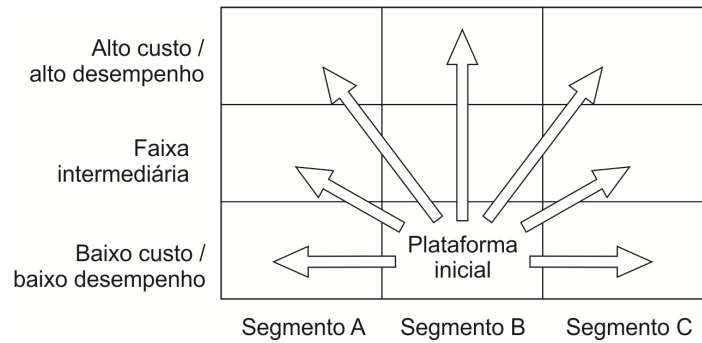 Alto custo /
alto desempenho
Faixa
intermediária
Baixo custo /
baixo desempenho
Plataforma
inicial
Segmento A
Segmento B
Segmento C